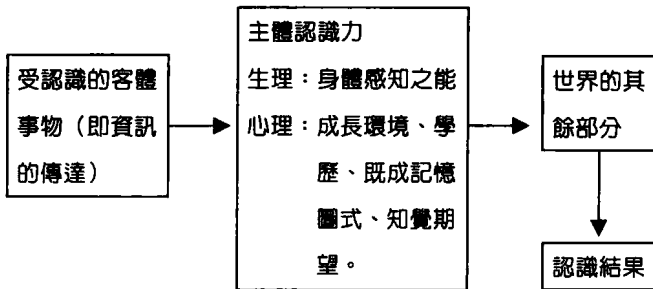 受認識的客體
事物（即資訊
的傳達）
主體認識力
生理：身體感知之能
心理：成長環境、學
歷、既成記憶
圖式、知覺期
望。
世界的其
餘部分
認識結果